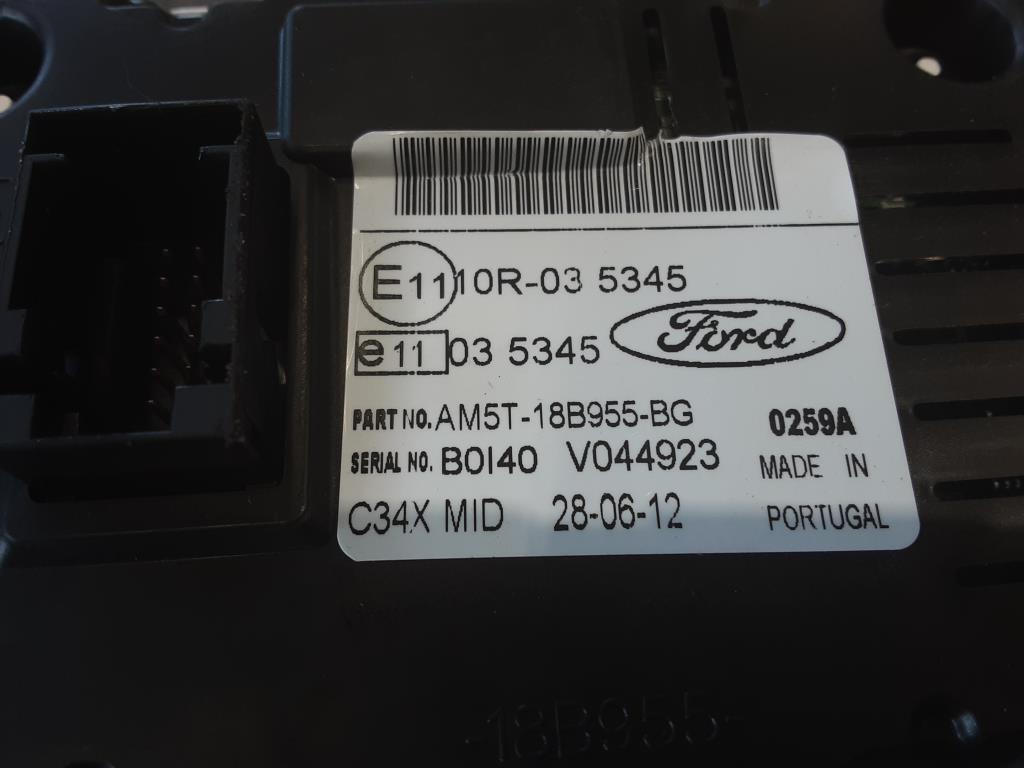 E11 10R-03 5345
e11 03 5345 Ford
PART NO. AM5T-18B955-BG 0259A
SERIAL NO. B0140 V044923 MADE IN
C34X MID 28-06-12 PORTUGAL
-18B955-